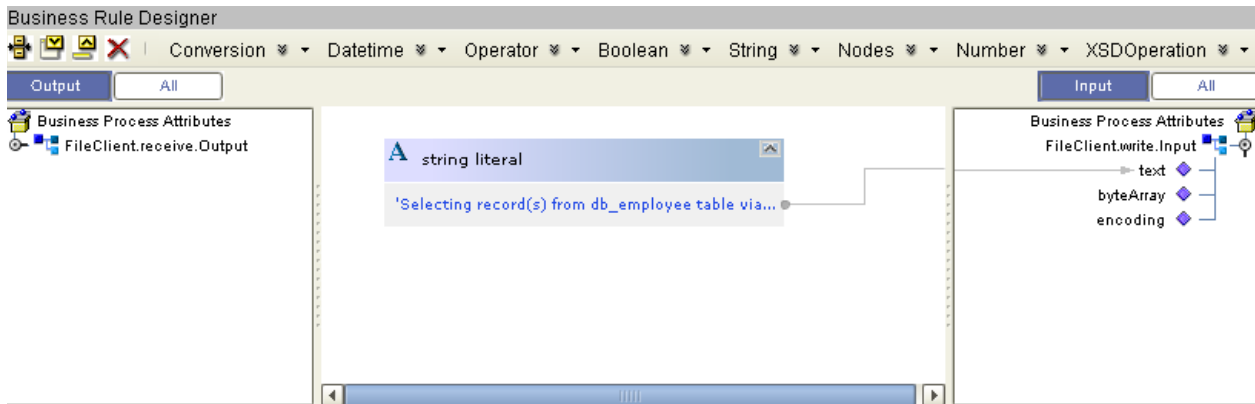 Business Rule Designer
Conversion Datetime Operator Boolean String Nodes Number XSDOperation
Output All Input All
Business Process Attributes Business Process Attributes
FileClient.receive.Output FileClient.write.Input
A string literal
text
'Selecting record(s) from db_employee table via...
byteArray
encoding